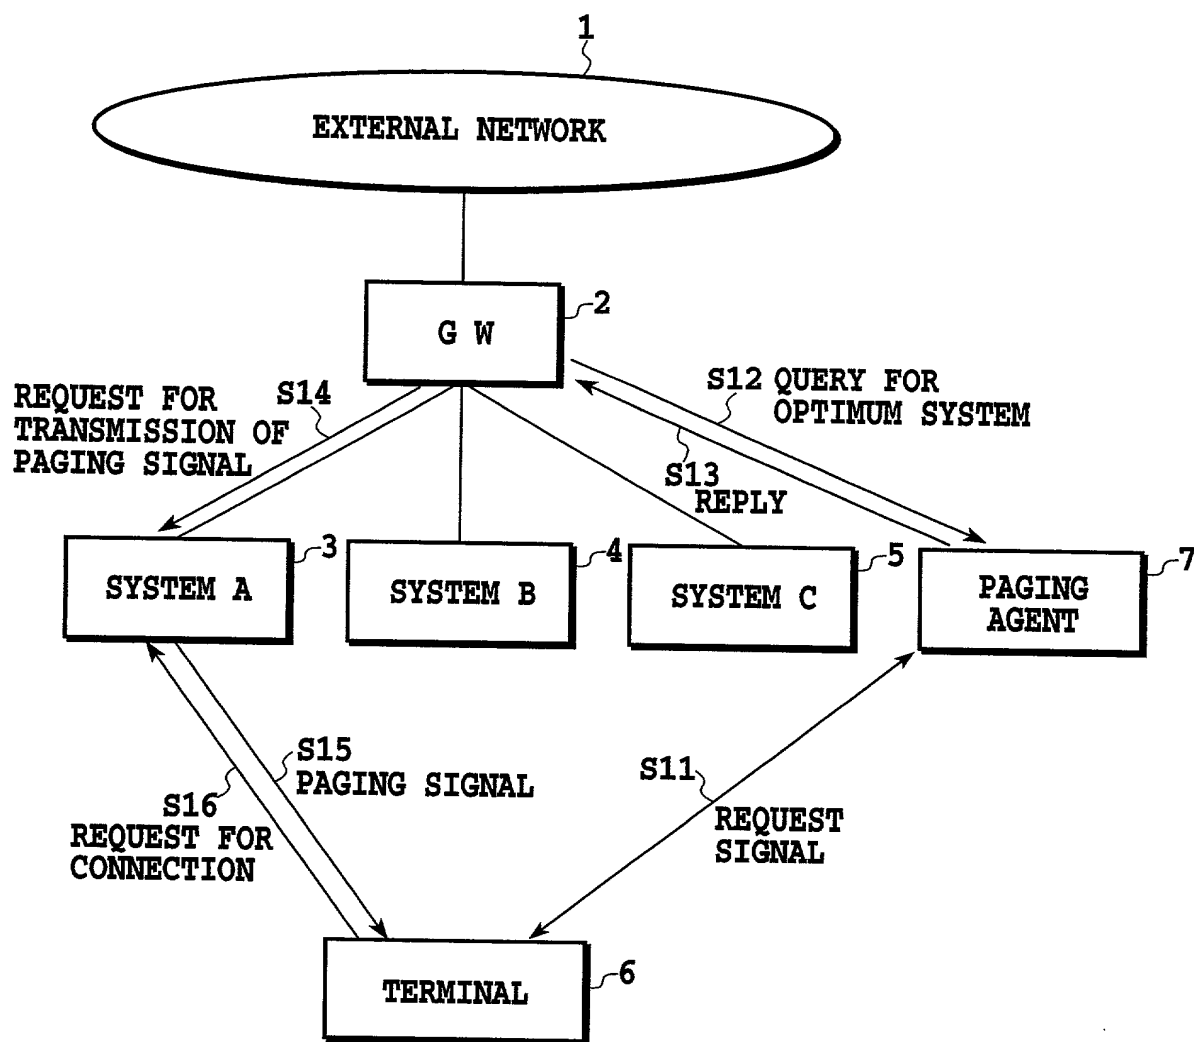 1
EXTERNAL NETWORK
2
G W
REQUEST FOR
TRANSMISSION OF
PAGING SIGNAL
S14
S12 QUERY FOR
OPTIMUM SYSTEM
S13
REPLY
3
SYSTEM A
4
SYSTEM B
5
SYSTEM C
7
PAGING
AGENT
S15
PAGING SIGNAL
S16
REQUEST FOR
CONNECTION
S11
REQUEST
SIGNAL
6
TERMINAL